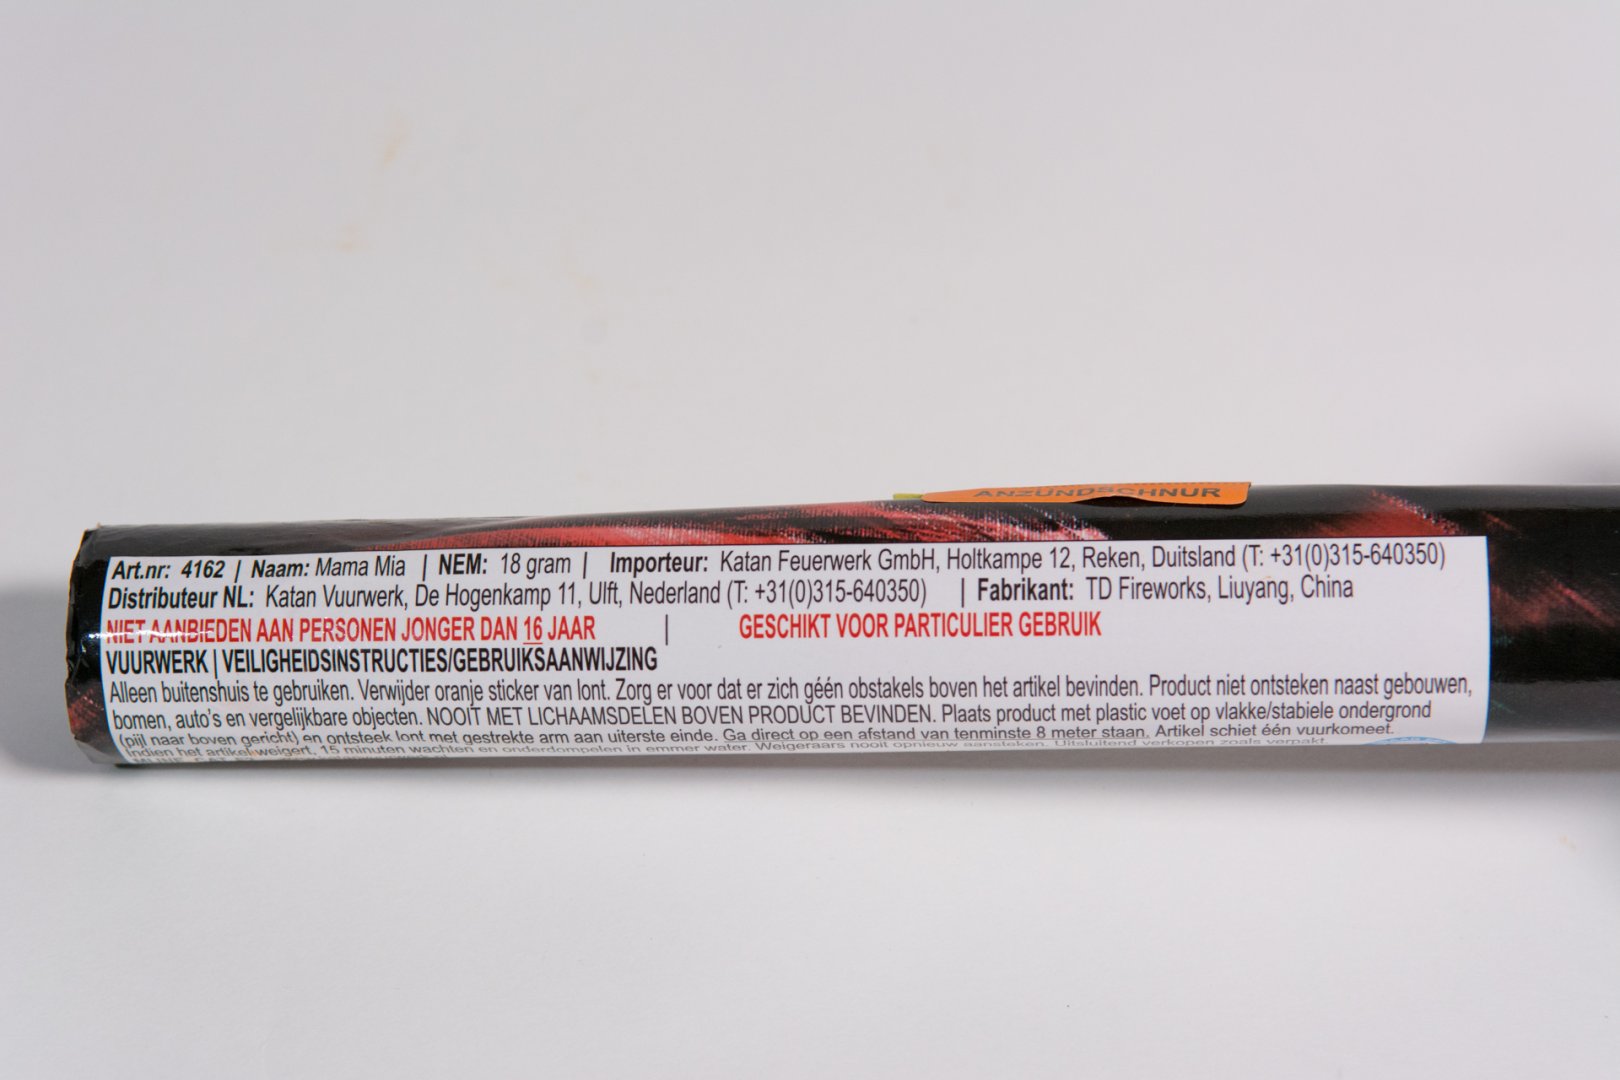 ANZÜNDSCHNUR
Art.nr: 4162 | Naam: Mama Mia | NEM: 18 gram | Importeur: Katan Feuerwerk GmbH, Holtkampe 12, Reken, Duitsland (T: +31(0)315-640350)
Distributeur NL: Katan Vuurwerk, De Hogenkamp 11, Ulft, Nederland (T: +31(0)315-640350) | Fabrikant: TD Fireworks, Liuyang, China
NIET AANBIEDEN AAN PERSONEN JONGER DAN 16 JAAR | GESCHIKT VOOR PARTICULIER GEBRUIK
VUURWERK | VEILIGHEIDSINSTRUCTIES/GEBRUIKSAANWIJZING
Alleen buitenshuis te gebruiken. Verwijder oranje sticker van lont. Zorg er voor dat er zich géén obstakels boven het artikel bevinden. Product niet ontsteken naast gebouwen,
bomen, auto's en vergelijkbare objecten. NOOIT MET LICHAAMSDELEN BOVEN PRODUCT BEVINDEN. Plaats product met plastic voet op vlakke/stabiele ondergrond
(pijl naar boven gericht) en ontsteek lont met gestrekte arm aan uiterste einde. Ga direct op een afstand van tenminste 8 meter staan. Artikel schiet één vuurkomeet.
Indien het artikel weigert, 15 minuten wachten en onderdompelen in emmer water. Weigeraars nooit opnieuw aansteken. Uitsluitend verkopen zoals verpakt